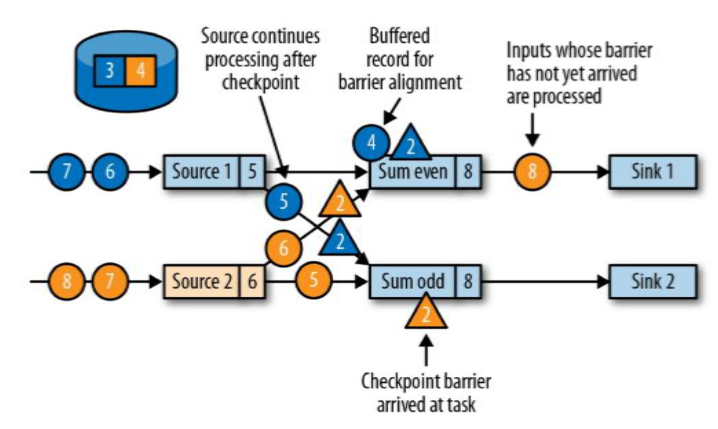 Source continues
processing after
checkpoint
Buffered
record for
barrier alignment
Inputs whose barrier
has not yet arrived
are processed
3 4
4 2
7 6 Source 1 5 Sum even 8 8 Sink 1
5 2
6 2
8 7 Source 2 6 5 Sum odd 8 Sink 2
2
Checkpoint barrier
arrived at task